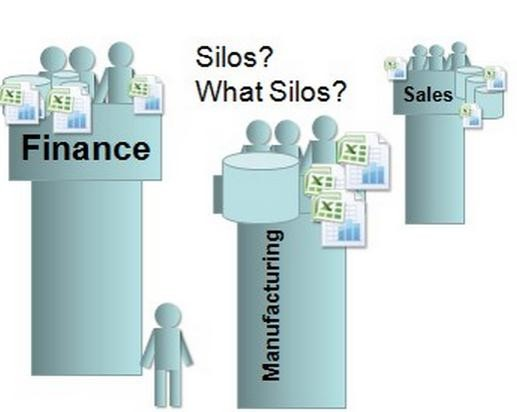 Silos?
What Silos?
Finance
Manufacturing
Sales